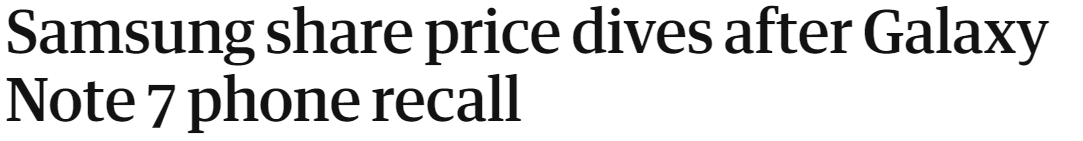 Samsung share price dives after Galaxy
Note 7 phone recall